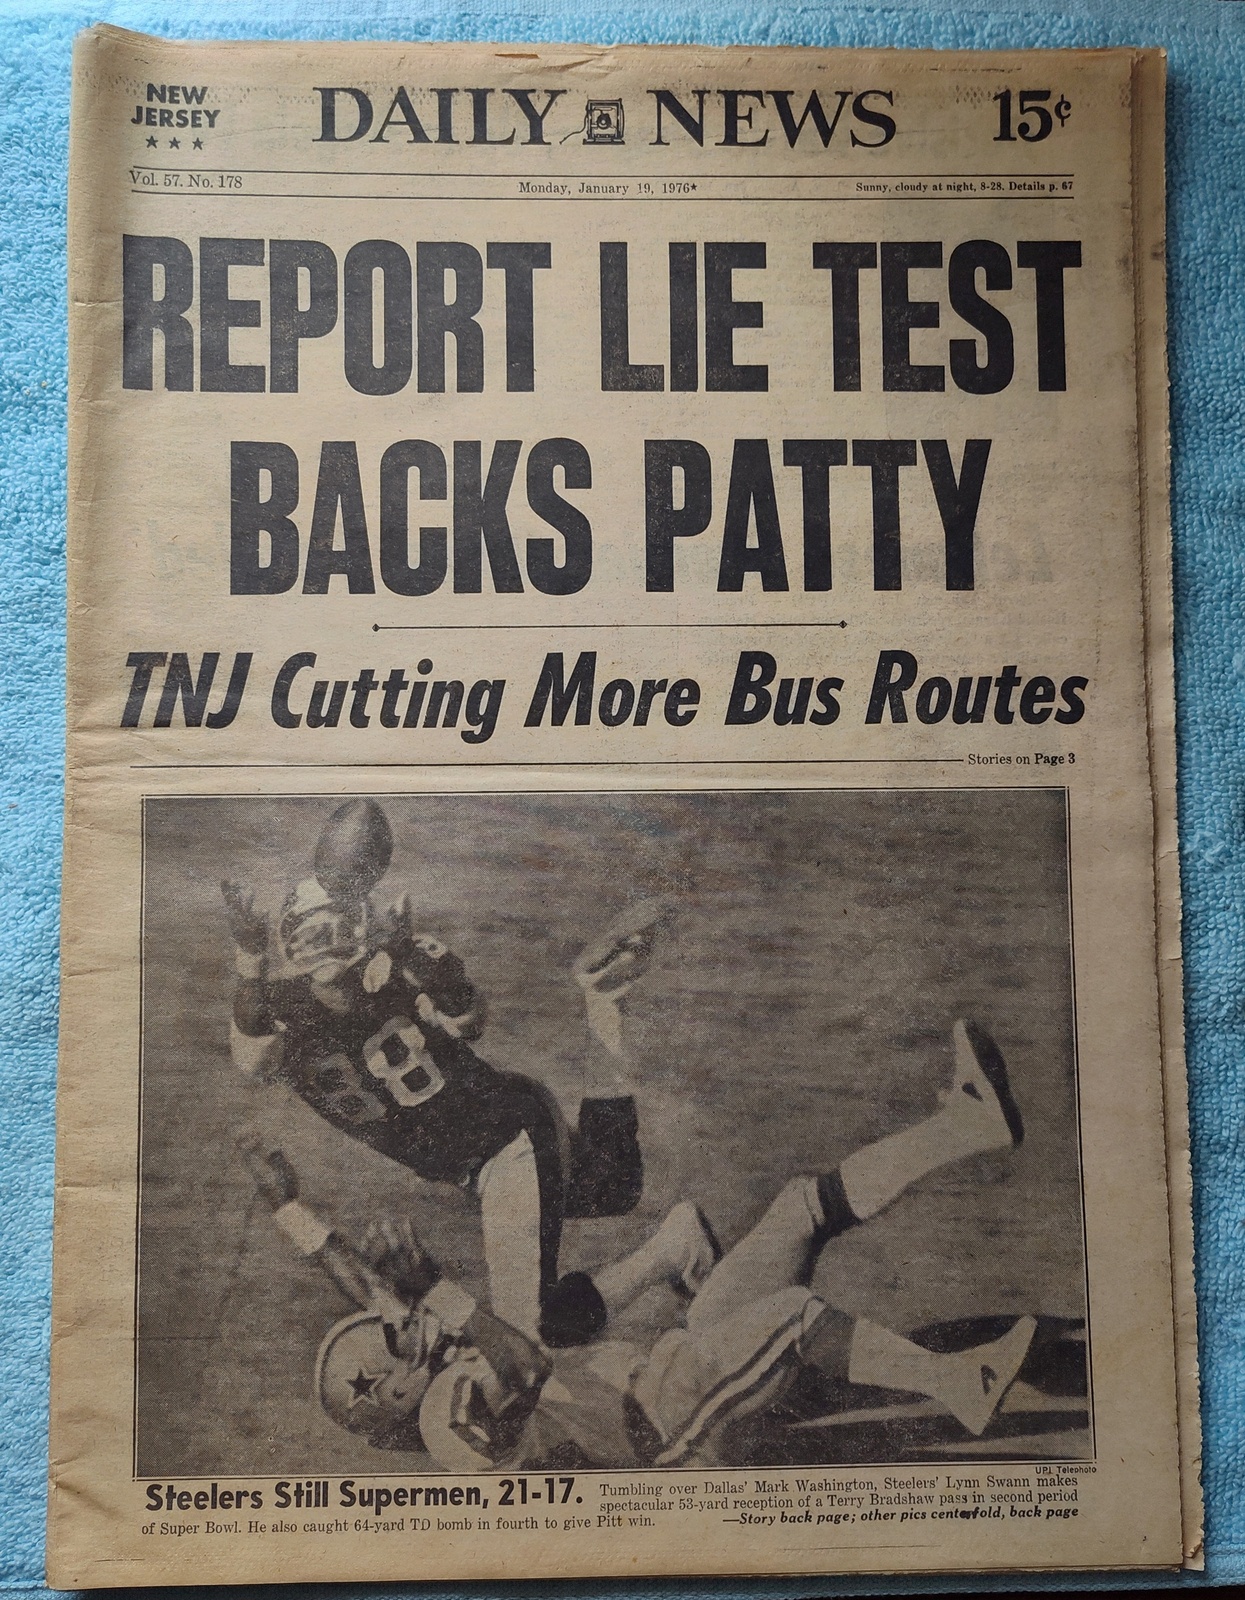 NEW
JERSEY
★ ★ ★
DAILY NEWS
15¢
Vol. 57. No. 178
Monday, January 19, 1976★
Sunny, cloudy at night, 8-28. Details p. 67
REPORT LIE TEST
BACKS PATTY
TNJ Cutting More Bus Routes
Stories on Page 3
88
UPI Telephoto
Steelers Still Supermen, 21-17. Tumbling over Dallas' Mark Washington, Steelers' Lynn Swann makes
spectacular 53-yard reception of a Terry Bradshaw pass in second period
of Super Bowl. He also caught 64-yard TD bomb in fourth to give Pitt win. —Story back page; other pics centerfold, back page